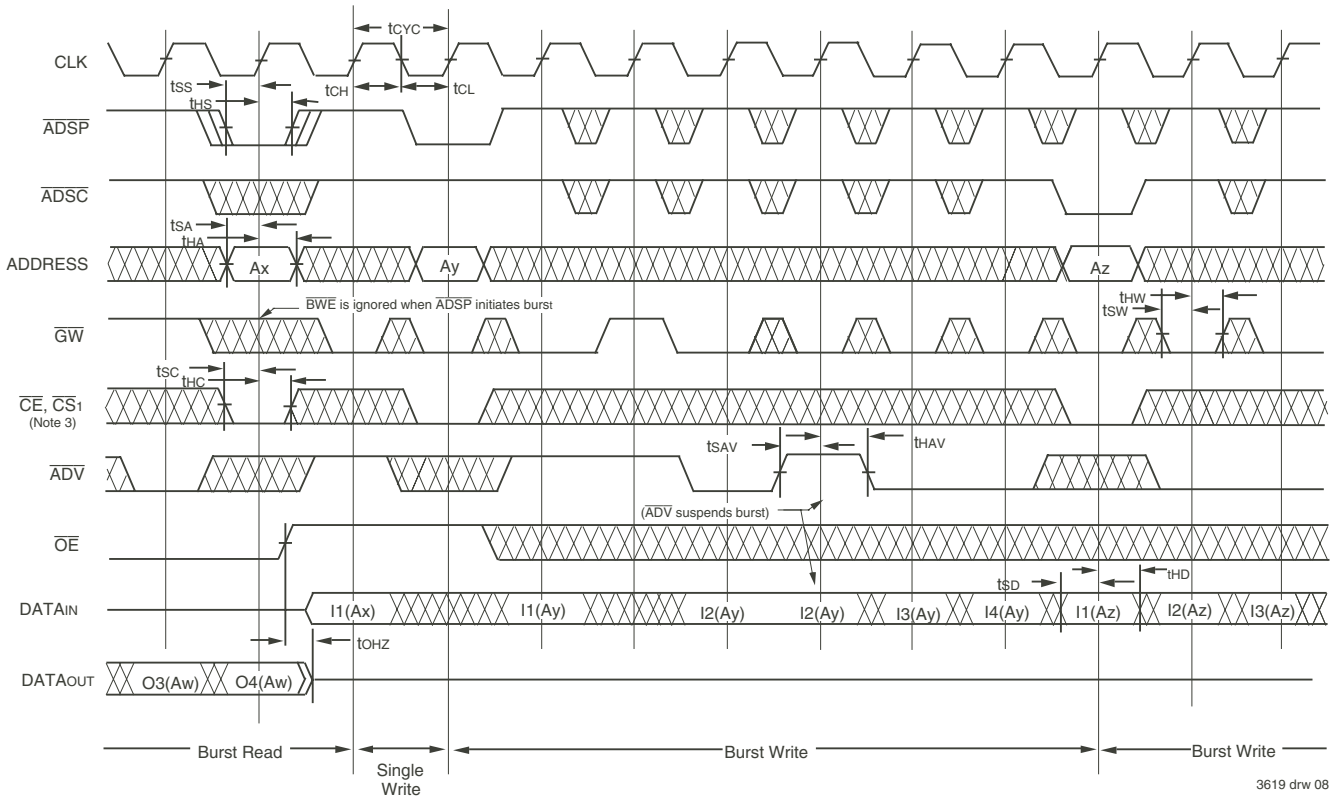 tCYC
CLK
tSS
tCH
tCL
tHS
ADSP
ADSC
tSA
tHA
ADDRESS
Ax
Ay
Az
BWE is ignored when ADSP initiates burst
tHW
tSW
GW
tSC
tHC
CE, CS1
(Note 3)
tSAV
tHAV
ADV
(ADV suspends burst)
OE
tSD
tHD
DATAIN
I1(Ax)
I1(Ay)
I2(Ay)
I2(Ay)
I3(Ay)
I4(Ay)
I1(Az)
I2(Az)
I3(Az)
tOHZ
DATAOUT
O3(Aw)
O4(Aw)
Burst Read
Single
Write
Burst Write
Burst Write
3619 drw 08